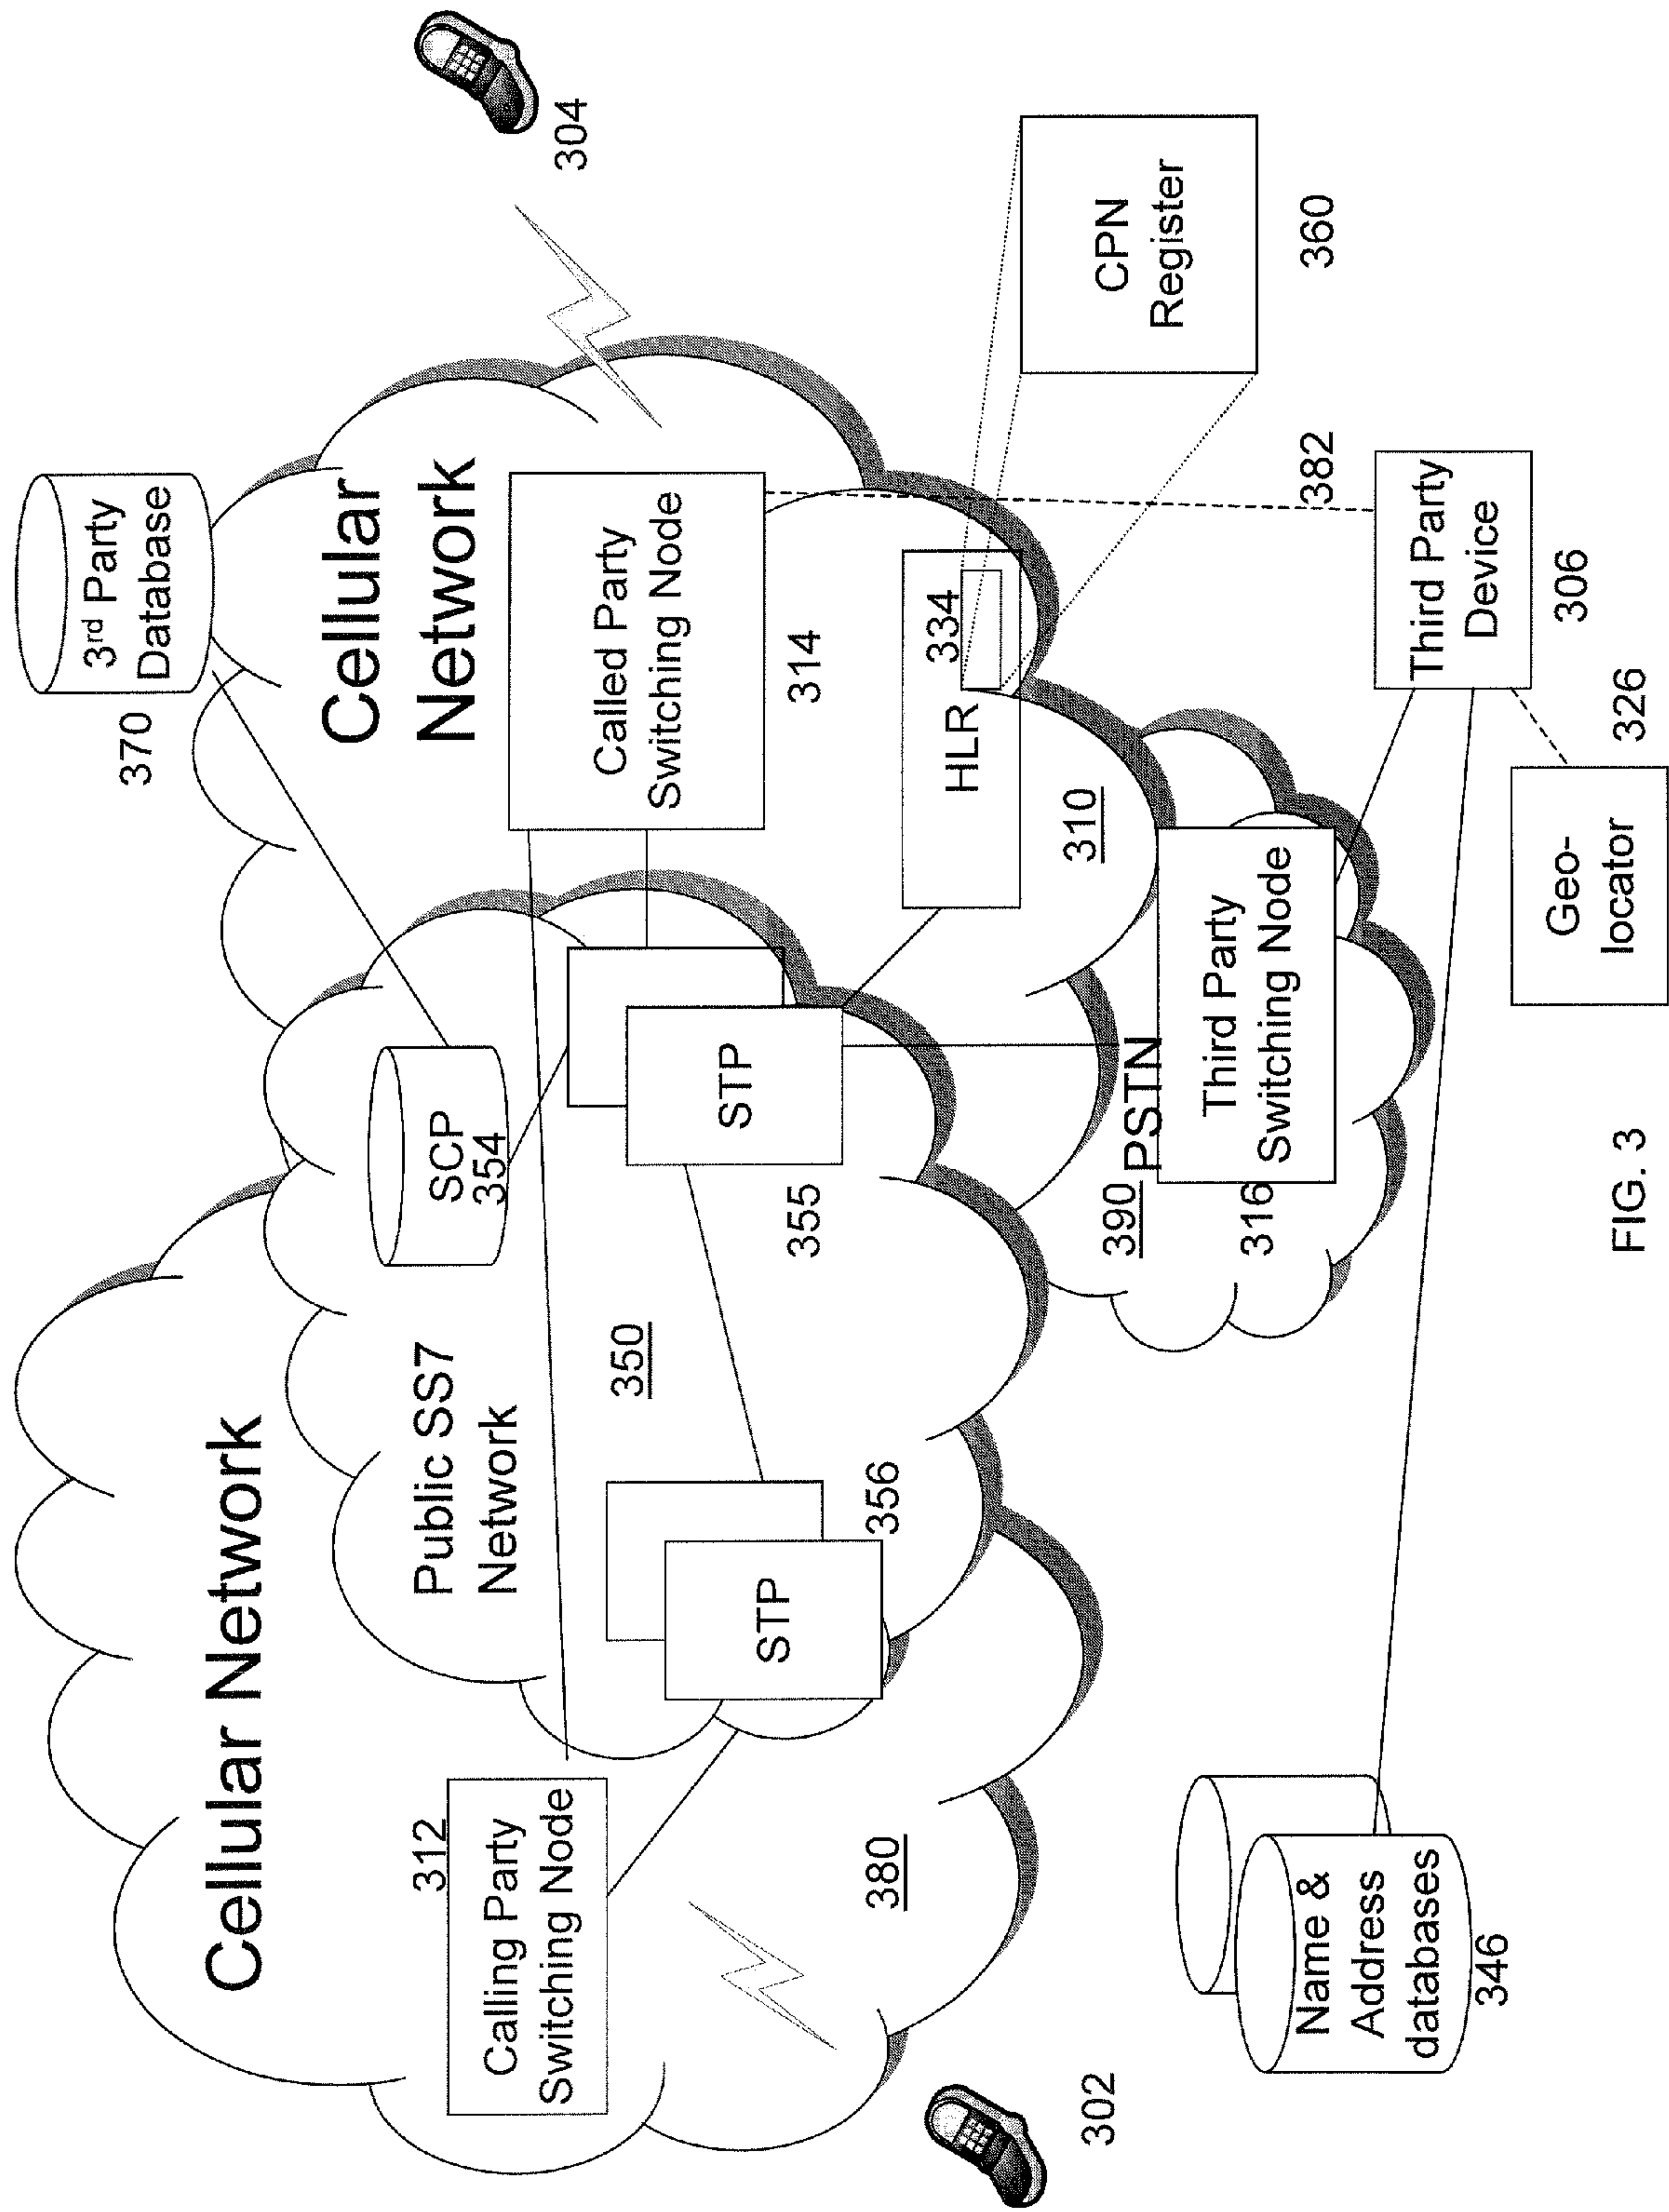 Cellular Network
312
Calling Party
Switching Node
302
380
Public SS7
Network
STP
356
350
SCP
354
STP
355
370
3rd Party
Database
Cellular
Network
Called Party
Switching Node
314
304
HLR
334
310
CPN
Register
360
390
PSTN
316
Third Party
Switching Node
382
Third Party
Device
306
326
Geo-
locator
Name &
Address
databases
346
FIG. 3